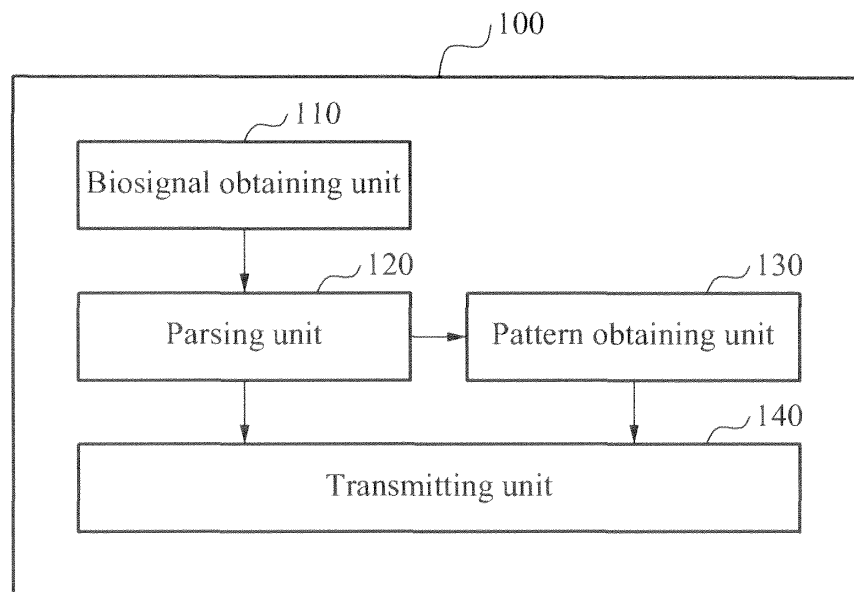 100
110
Biosignal obtaining unit
120
130
Parsing unit
Pattern obtaining unit
140
Transmitting unit